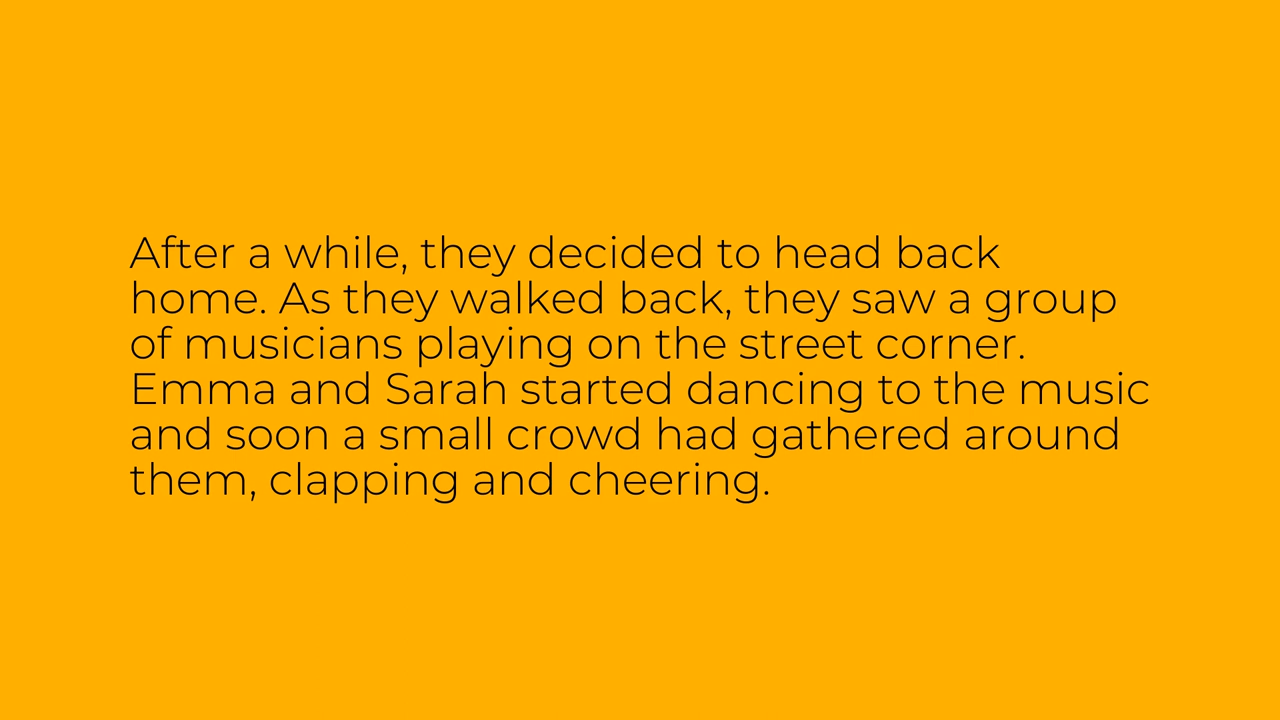 After a while, they decided to head back
home. As they walked back, they saw a group
of musicians playing on the street corner.
Emma and Sarah started dancing to the music
and soon a small crowd had gathered around
them, clapping and cheering.